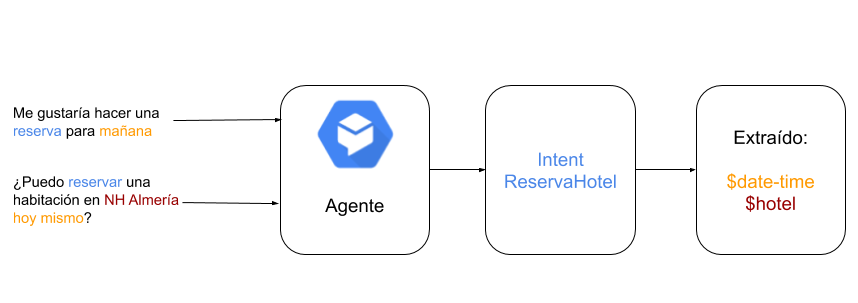 Me gustaría hacer una
reserva para mañana
¿Puedo reservar una
habitación en NH Almería
hoy mismo?
Agente
Intent
ReservaHotel
Extraído:
$date-time
$hotel